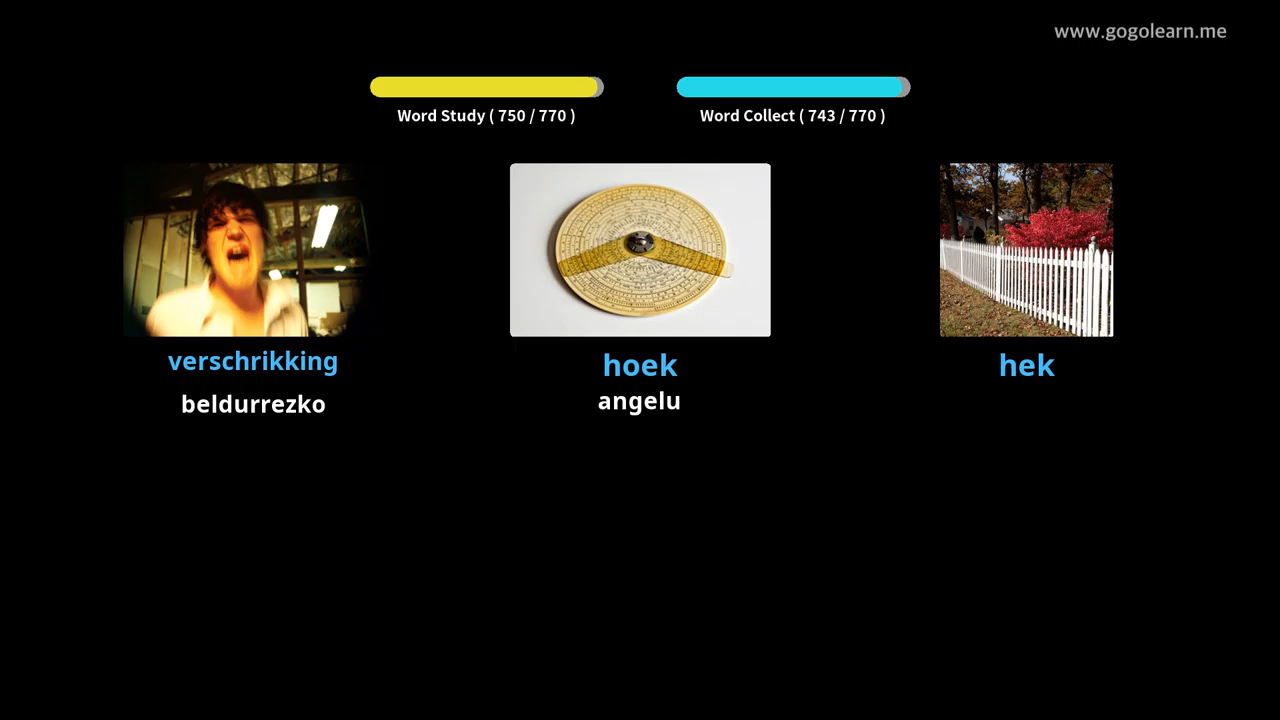 www.gogolearn.me
Word Study ( 750 / 770 )
Word Collect ( 743 / 770 )
verschrikking
hoek
hek
beldurrezko
angelu